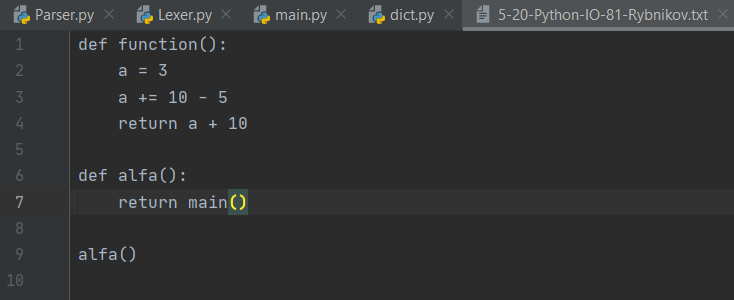 Parser.py Lexer.py main.py dict.py 5-20-Python-IO-81-Rybnikov.txt
1 def function():
2     a = 3
3     a += 10 - 5
4     return a + 10
5
6 def alfa():
7     return main()
8
9 alfa()
10